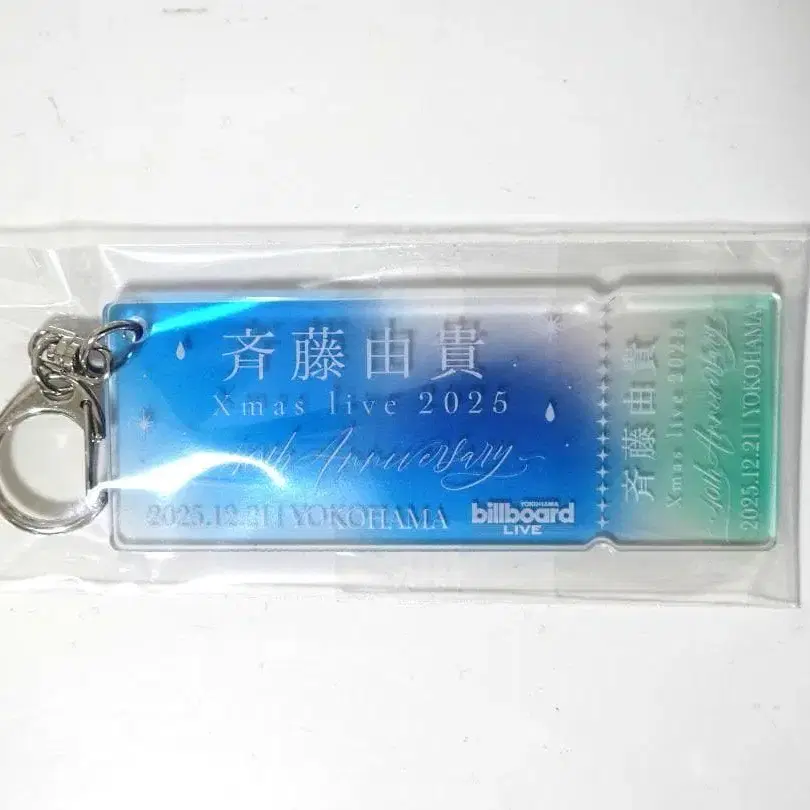 斉藤由貴
Xmas live 2025
40th Anniversary
2025.12.21 | YOKOHAMA
YOKOHAMA
billboard
LIVE
斉藤由貴
Xmas live 2025
40th Anniversary
2025.12.21 | YOKOHAMA